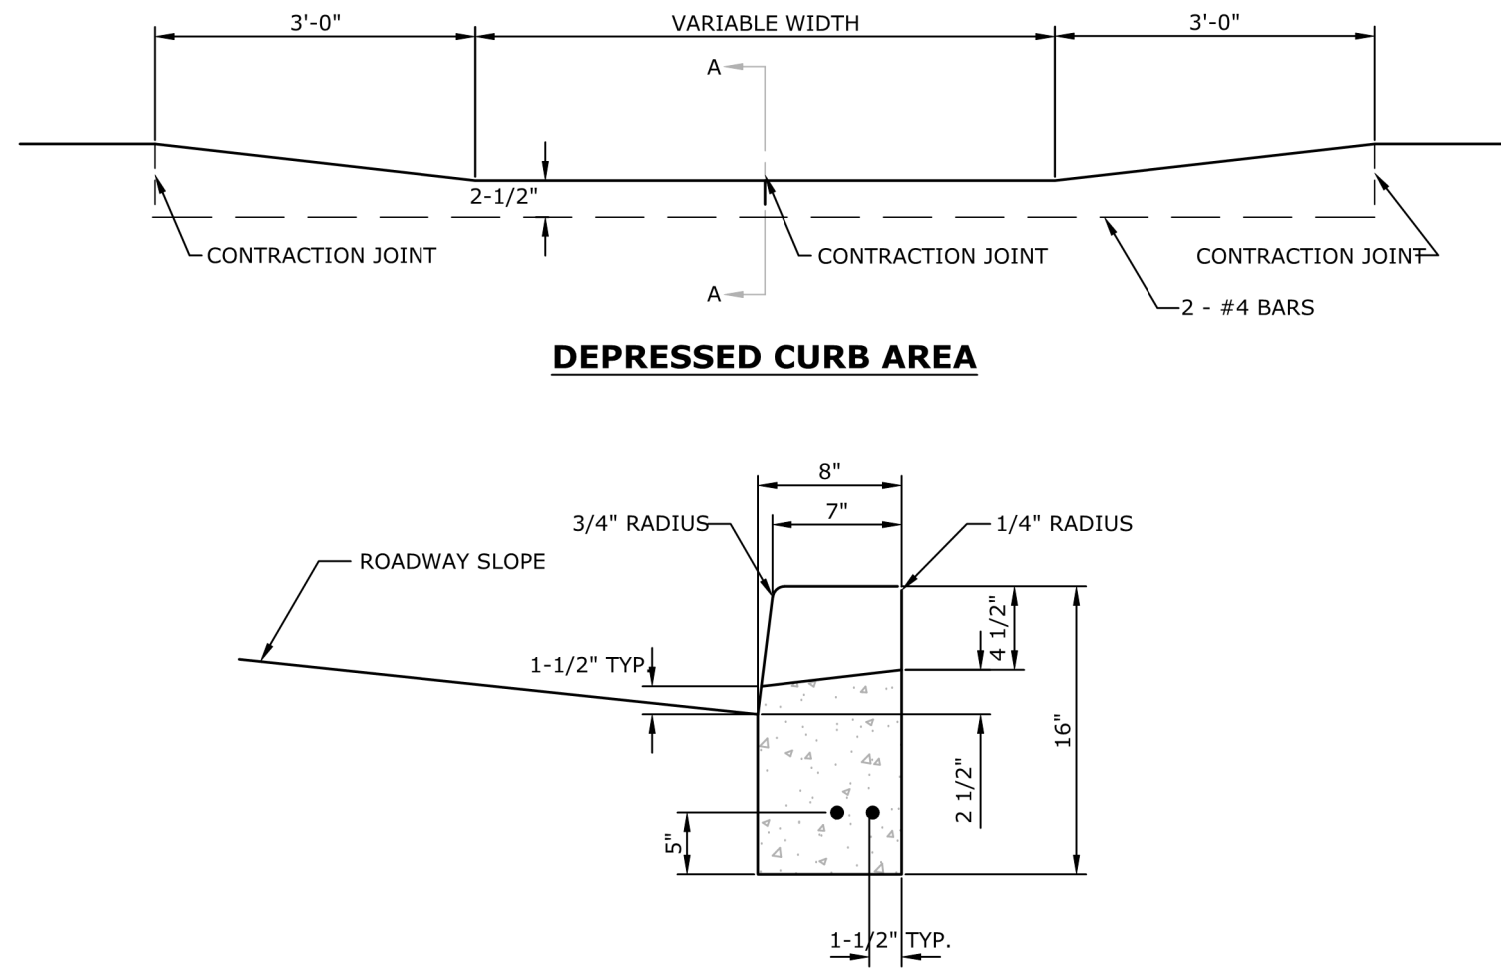 3'-0"
VARIABLE WIDTH
3'-0"
A
2-1/2"
CONTRACTION JOINT
CONTRACTION JOINT
CONTRACTION JOINT
A
2 - #4 BARS
DEPRESSED CURB AREA
8"
3/4" RADIUS
7"
1/4" RADIUS
ROADWAY SLOPE
4 1/2"
1-1/2" TYP.
16"
2 1/2"
5"
1-1/2" TYP.